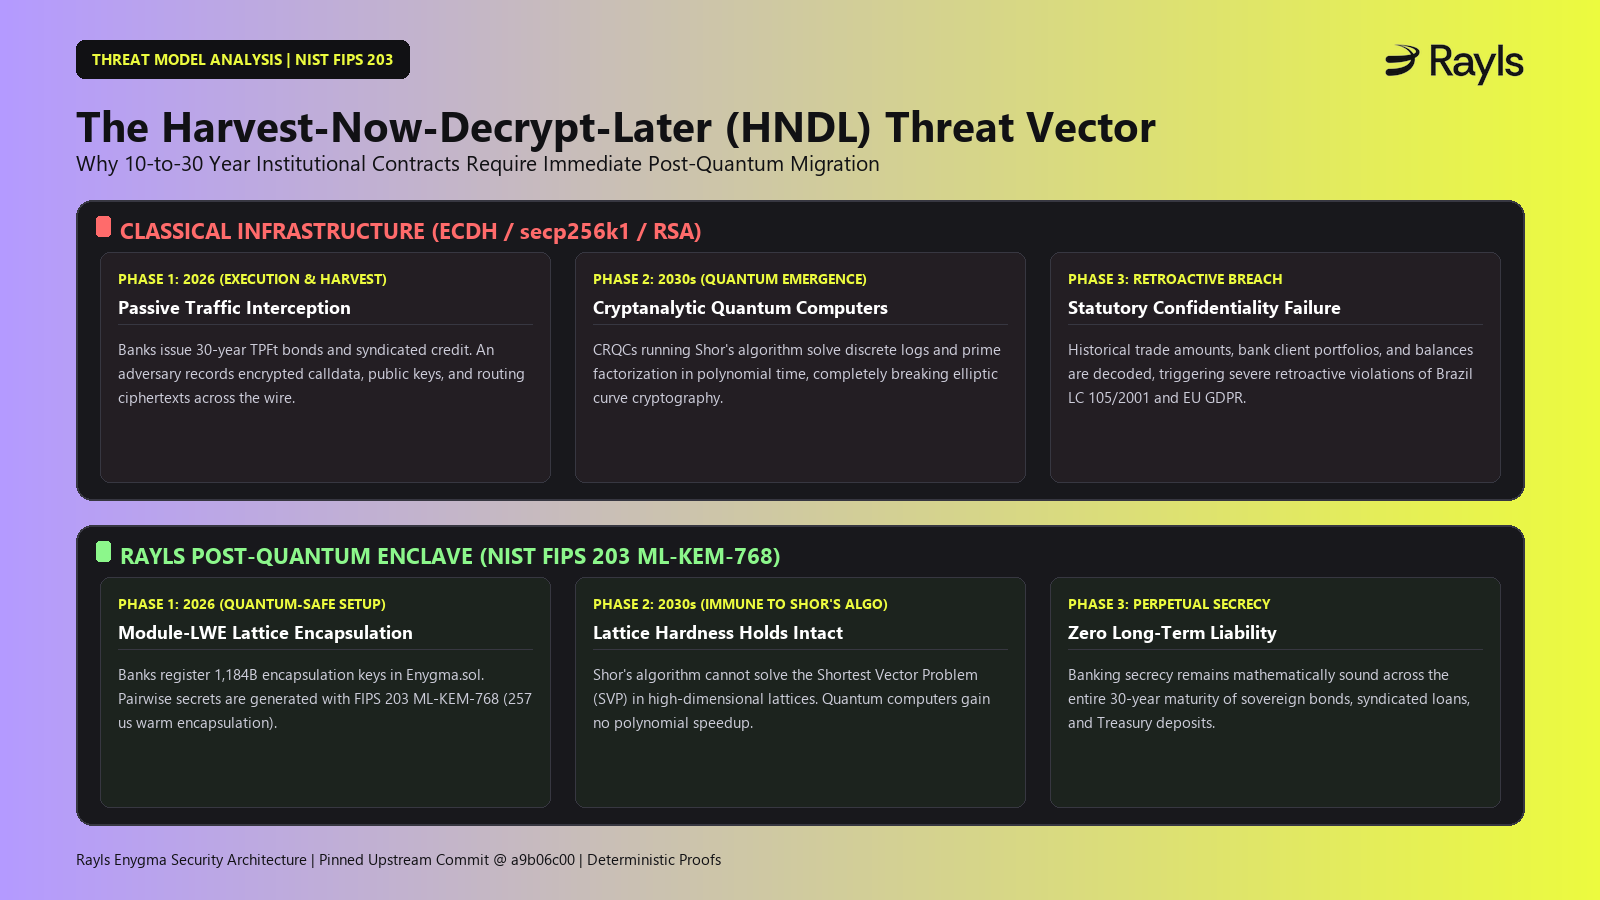 THREAT MODEL ANALYSIS | NIST FIPS 203
Rayls
The Harvest-Now-Decrypt-Later (HNDL) Threat Vector
Why 10-to-30 Year Institutional Contracts Require Immediate Post-Quantum Migration
CLASSICAL INFRASTRUCTURE (ECDH / secp256k1 / RSA)
PHASE 1: 2026 (EXECUTION & HARVEST)
Passive Traffic Interception
Banks issue 30-year TPFt bonds and syndicated credit. An
adversary records encrypted calldata, public keys, and routing
ciphertexts across the wire.
PHASE 2: 2030s (QUANTUM EMERGENCE)
Cryptanalytic Quantum Computers
CRQCs running Shor's algorithm solve discrete logs and prime
factorization in polynomial time, completely breaking elliptic
curve cryptography.
PHASE 3: RETROACTIVE BREACH
Statutory Confidentiality Failure
Historical trade amounts, bank client portfolios, and balances
are decoded, triggering severe retroactive violations of Brazil
LC 105/2001 and EU GDPR.
RAYLS POST-QUANTUM ENCLAVE (NIST FIPS 203 ML-KEM-768)
PHASE 1: 2026 (QUANTUM-SAFE SETUP)
Module-LWE Lattice Encapsulation
Banks register 1,184B encapsulation keys in Enygma.sol.
Pairwise secrets are generated with FIPS 203 ML-KEM-768 (257
us warm encapsulation).
PHASE 2: 2030s (IMMUNE TO SHOR'S ALGO)
Lattice Hardness Holds Intact
Shor's algorithm cannot solve the Shortest Vector Problem
(SVP) in high-dimensional lattices. Quantum computers gain
no polynomial speedup.
PHASE 3: PERPETUAL SECRECY
Zero Long-Term Liability
Banking secrecy remains mathematically sound across the
entire 30-year maturity of sovereign bonds, syndicated loans,
and Treasury deposits.
Rayls Enygma Security Architecture | Pinned Upstream Commit @ a9b06c00 | Deterministic Proofs